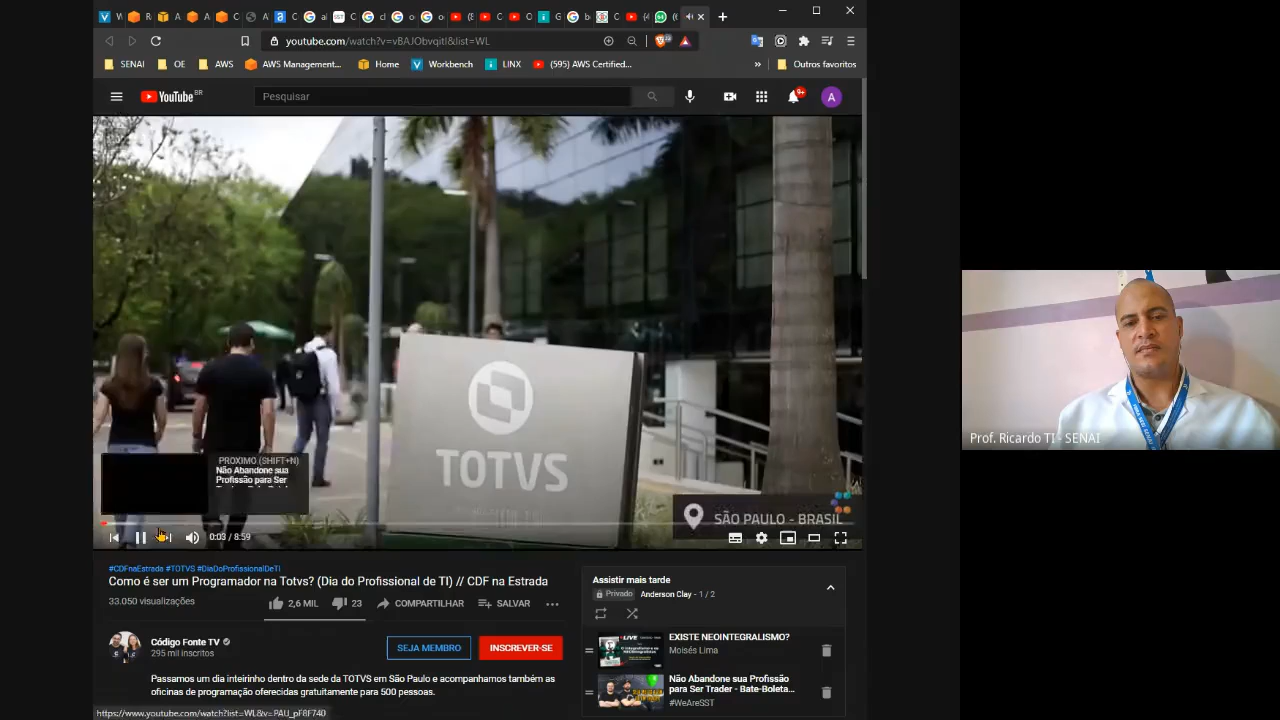 youtube.com/watch?v=vBAJObvqitI&list=WL
SENAI
OE
AWS
AWS Management...
Home
Workbench
LINX
(595) AWS Certified...
»
Outros favoritos
YouTube BR
Pesquisar
9+
A
TOTVS
PRÓXIMO (SHIFT+N)
Não Abandone sua
Profissão para Ser
SÃO PAULO - BRASIL
0:03 / 8:59
#CDFnaEstrada #TOTVS #DiaDoProfissionalDeTI
Como é ser um Programador na Totvs? (Dia do Profissional de TI) // CDF na Estrada
33.050 visualizações
2,6 MIL
23
COMPARTILHAR
SALVAR
Código Fonte TV
295 mil inscritos
SEJA MEMBRO
INSCREVER-SE
Passamos um dia inteirinho dentro da sede da TOTVS em São Paulo e acompanhamos também as
oficinas de programação oferecidas gratuitamente para 500 pessoas.
Assistir mais tarde
Privado Anderson Clay - 1 / 2
EXISTE NEOINTEGRALISMO?
Moisés Lima
Não Abandone sua Profissão
para Ser Trader - Bate-Boleta...
#WeAreSST
https://www.youtube.com/watch?list=WL&v=PAU_pF8F740
Prof. Ricardo TI - SENAI